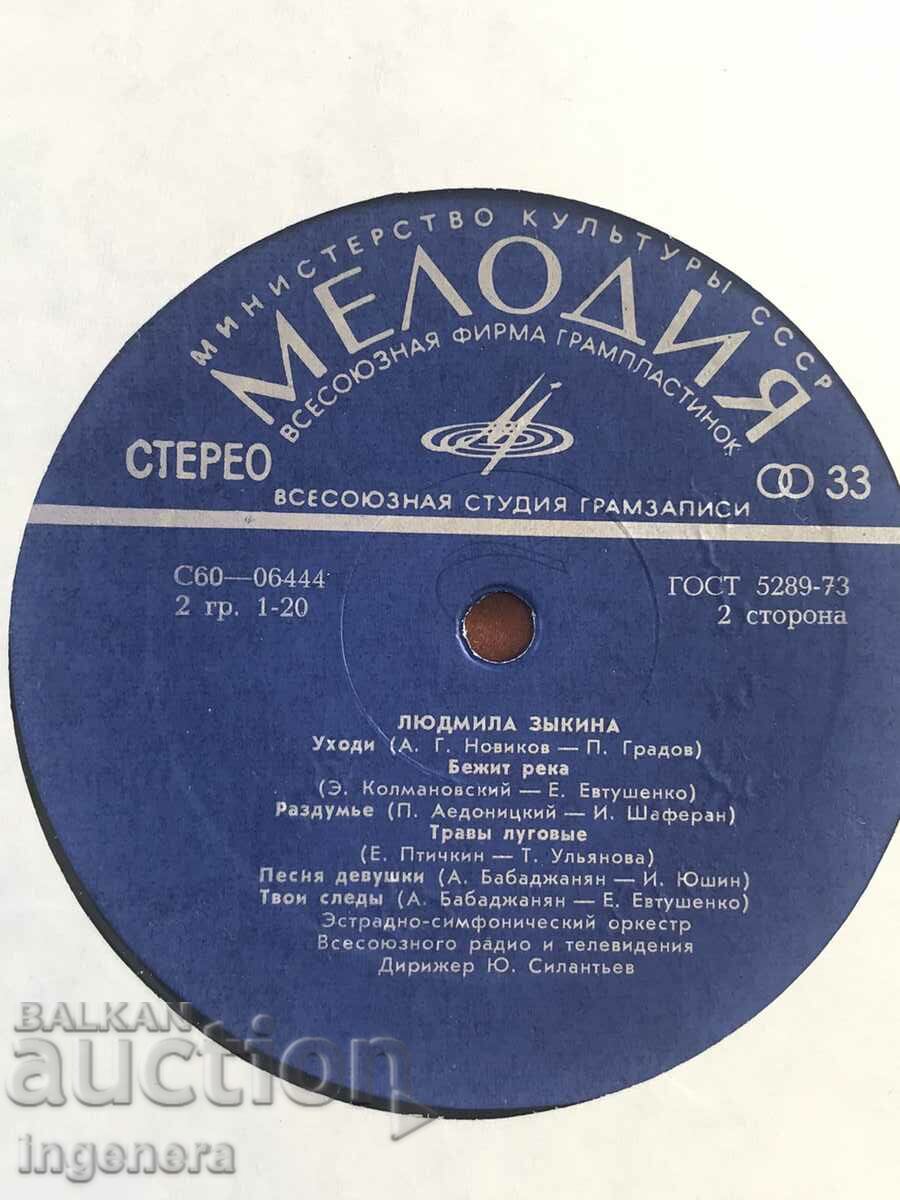 МИНИСТЕРСТВО КУЛЬТУРЫ СССР
МЕЛОДИЯ
ВСЕСОЮЗНАЯ ФИРМА ГРАМПЛАСТИНОК
СТЕРЕО
33
ВСЕСОЮЗНАЯ СТУДИЯ ГРАМЗАПИСИ
С60—06444
2 гр. 1-20
ГОСТ 5289-73
2 сторона
ЛЮДМИЛА ЗЫКИНА
Уходи (А. Г. Новиков — П. Градов)
Бежит река
(Э. Колмановский — Е. Евтушенко)
Раздумье (П. Аедоницкий — И. Шаферан)
Травы луговые
(Е. Птичкин — Т. Ульянова)
Песня девушки (А. Бабаджанян — И. Юшин)
Твои следы (А. Бабаджанян — Е. Евтушенко)
Эстрадно-симфонический оркестр
Всесоюзного радио и телевидения
Дирижер Ю. Силантьев
BALKAN
auction
ingenera